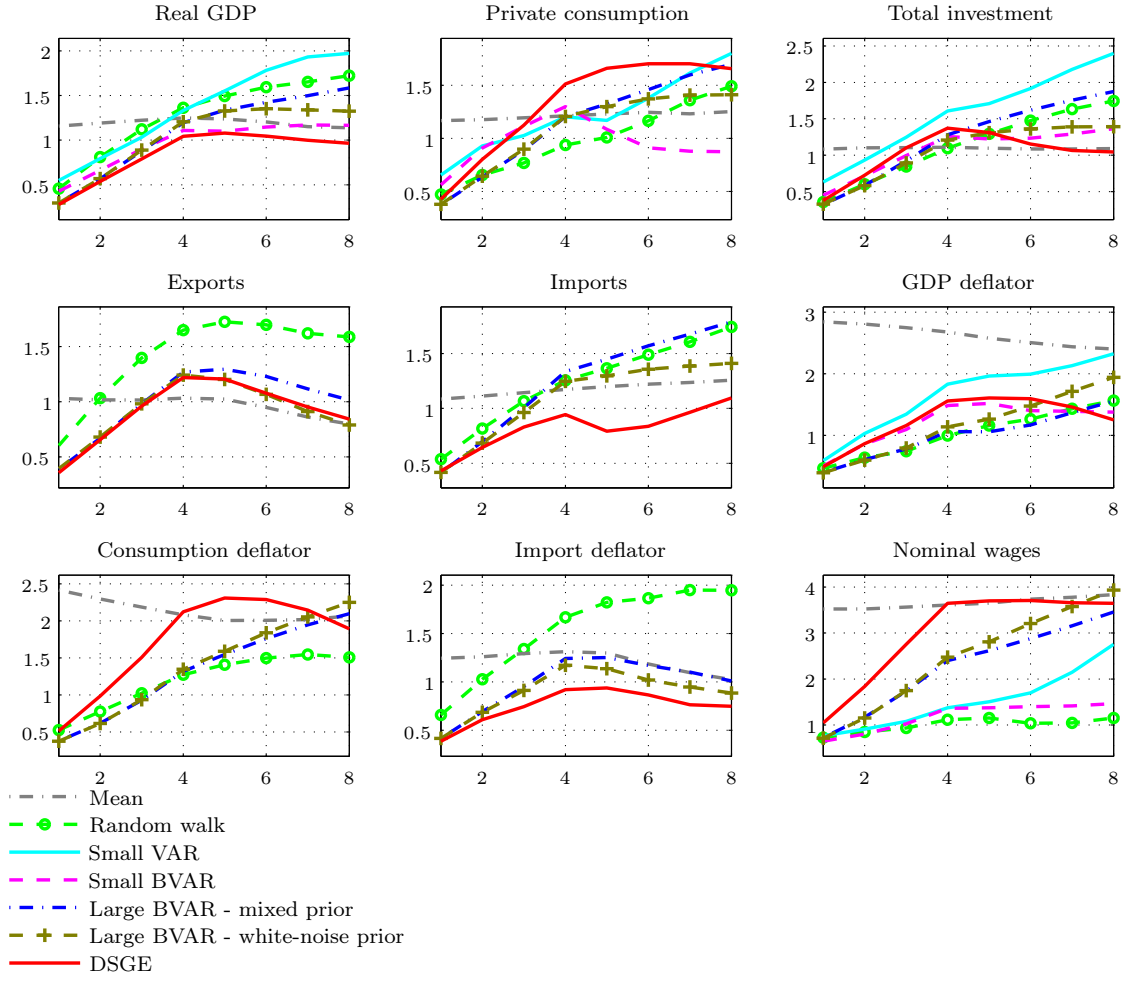 Real GDP
Private consumption
Total investment
2
1.5
1
0.5
2 4 6 8
1.5
1
0.5
2 4 6 8
2.5
2
1.5
1
0.5
2 4 6 8
Exports
Imports
GDP deflator
1.5
1
0.5
2 4 6 8
1.5
1
0.5
2 4 6 8
3
2
1
2 4 6 8
Consumption deflator
Import deflator
Nominal wages
2.5
2
1.5
1
0.5
2 4 6 8
2
1.5
1
0.5
2 4 6 8
4
3
2
1
2 4 6 8
Mean
Random walk
Small VAR
Small BVAR
Large BVAR - mixed prior
Large BVAR - white-noise prior
DSGE